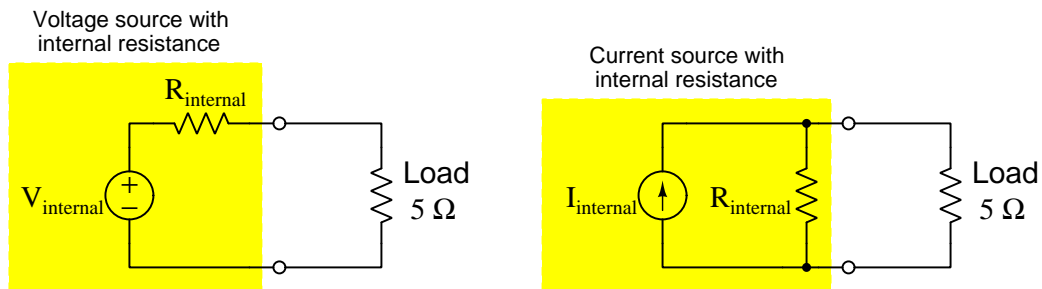 Voltage source with
internal resistance
R_internal
+
−
V_internal
Load
5 Ω
Current source with
internal resistance
I_internal
R_internal
Load
5 Ω